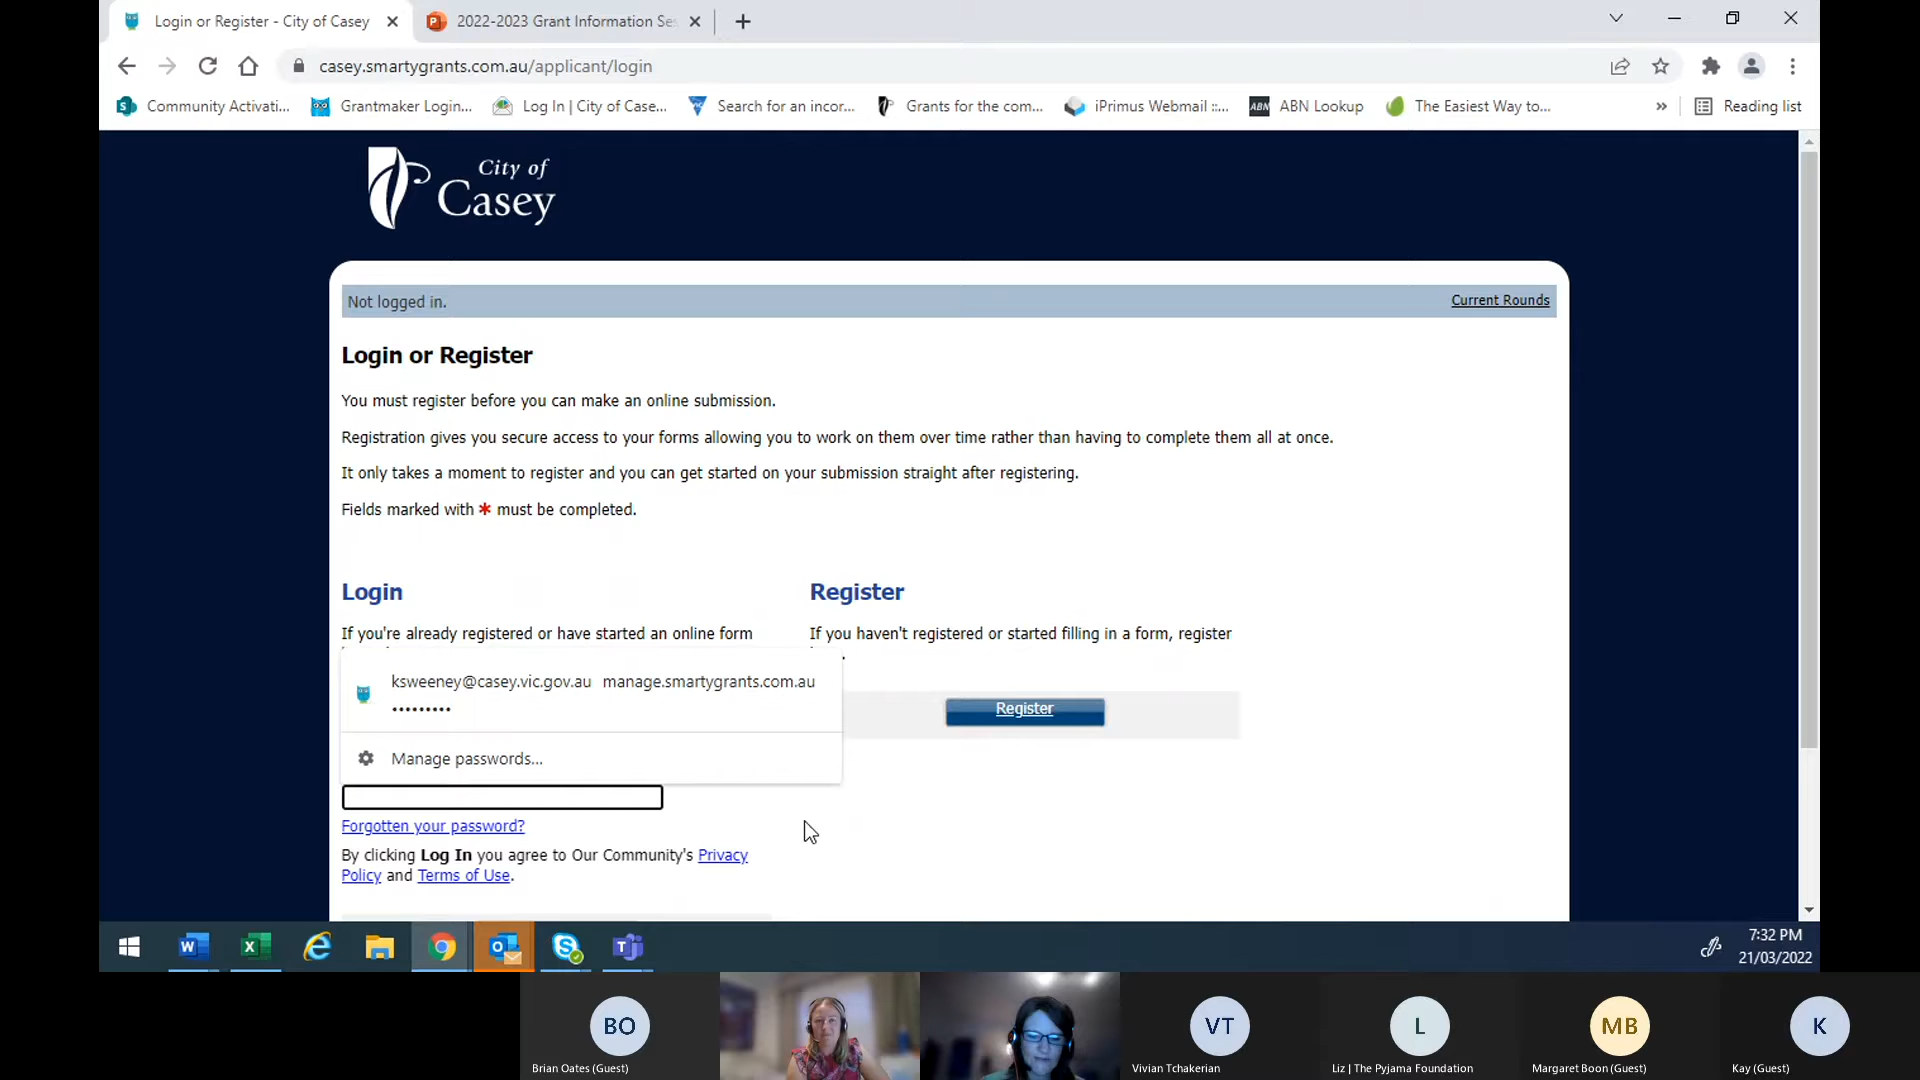 Login or Register - City of Casey
2022-2023 Grant Information Ses
casey.smartygrants.com.au/applicant/login
Community Activati...
Grantmaker Login...
Log In | City of Case...
Search for an incor...
Grants for the com...
iPrimus Webmail ::...
ABN
ABN Lookup
The Easiest Way to...
»
Reading list
City of
Casey
Not logged in.
Current Rounds
Login or Register
You must register before you can make an online submission.
Registration gives you secure access to your forms allowing you to work on them over time rather than having to complete them all at once.
It only takes a moment to register and you can get started on your submission straight after registering.
Fields marked with * must be completed.
Login
Register
If you're already registered or have started an online form
If you haven't registered or started filling in a form, register
ksweeney@casey.vic.gov.au manage.smartygrants.com.au
•••••••••
Register
Manage passwords...
Forgotten your password?
By clicking Log In you agree to Our Community's Privacy
Policy and Terms of Use.
7:32 PM
21/03/2022
BO
VT
L
MB
K
Brian Oates (Guest)
Vivian Tchakerian
Liz | The Pyjama Foundation
Margaret Boon (Guest)
Kay (Guest)